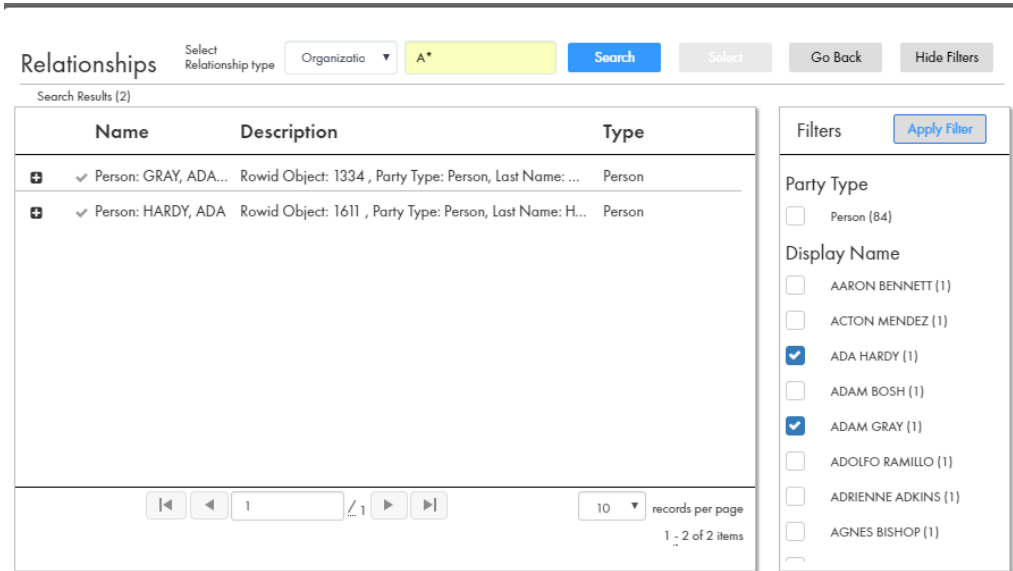 Relationships
Select
Relationship type
Organizatio
A*
Search
Select
Go Back
Hide Filters
Search Results (2)
Name Description Type
Person: GRAY, ADA... Rowid Object: 1334 , Party Type: Person, Last Name: ... Person
Person: HARDY, ADA Rowid Object: 1611 , Party Type: Person, Last Name: H... Person
1 / 1
10 records per page
1 - 2 of 2 items
Filters
Apply Filter
Party Type
Person (84)
Display Name
AARON BENNETT (1)
ACTON MENDEZ (1)
ADA HARDY (1)
ADAM BOSH (1)
ADAM GRAY (1)
ADOLFO RAMILLO (1)
ADRIENNE ADKINS (1)
AGNES BISHOP (1)